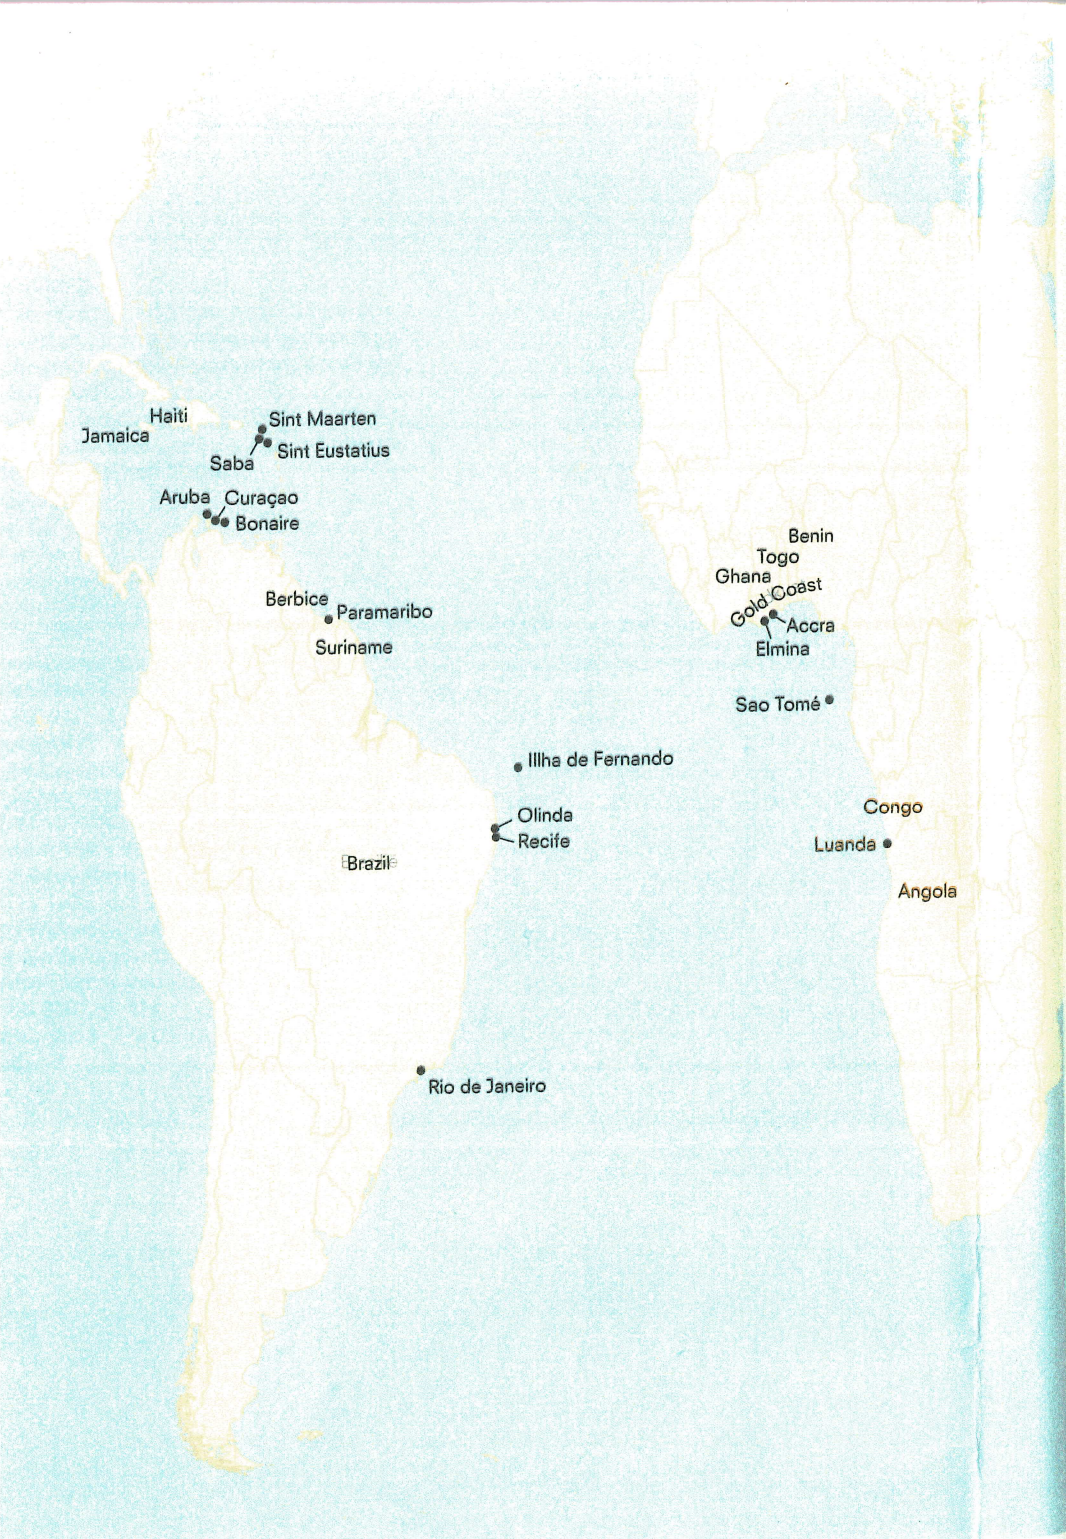 Haiti
Jamaica
Sint Maarten
Sint Eustatius
Saba
Aruba
Curaçao
Bonaire
Berbice
Paramaribo
Suriname
Benin
Togo
Ghana
Gold Coast
Accra
Elmina
Sao Tomé
Illha de Fernando
Olinda
Recife
Brazil
Congo
Luanda
Angola
Rio de Janeiro